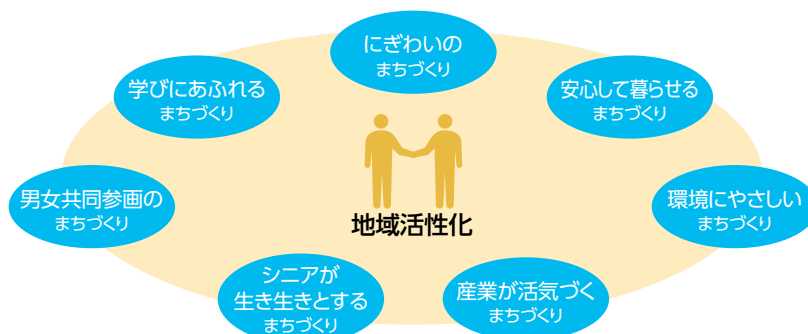 にぎわいの
まちづくり
学びにあふれる
まちづくり
安心して暮らせる
まちづくり
男女共同参画の
まちづくり
環境にやさしい
まちづくり
地域活性化
シニアが
生き生きとする
まちづくり
産業が活気づく
まちづくり